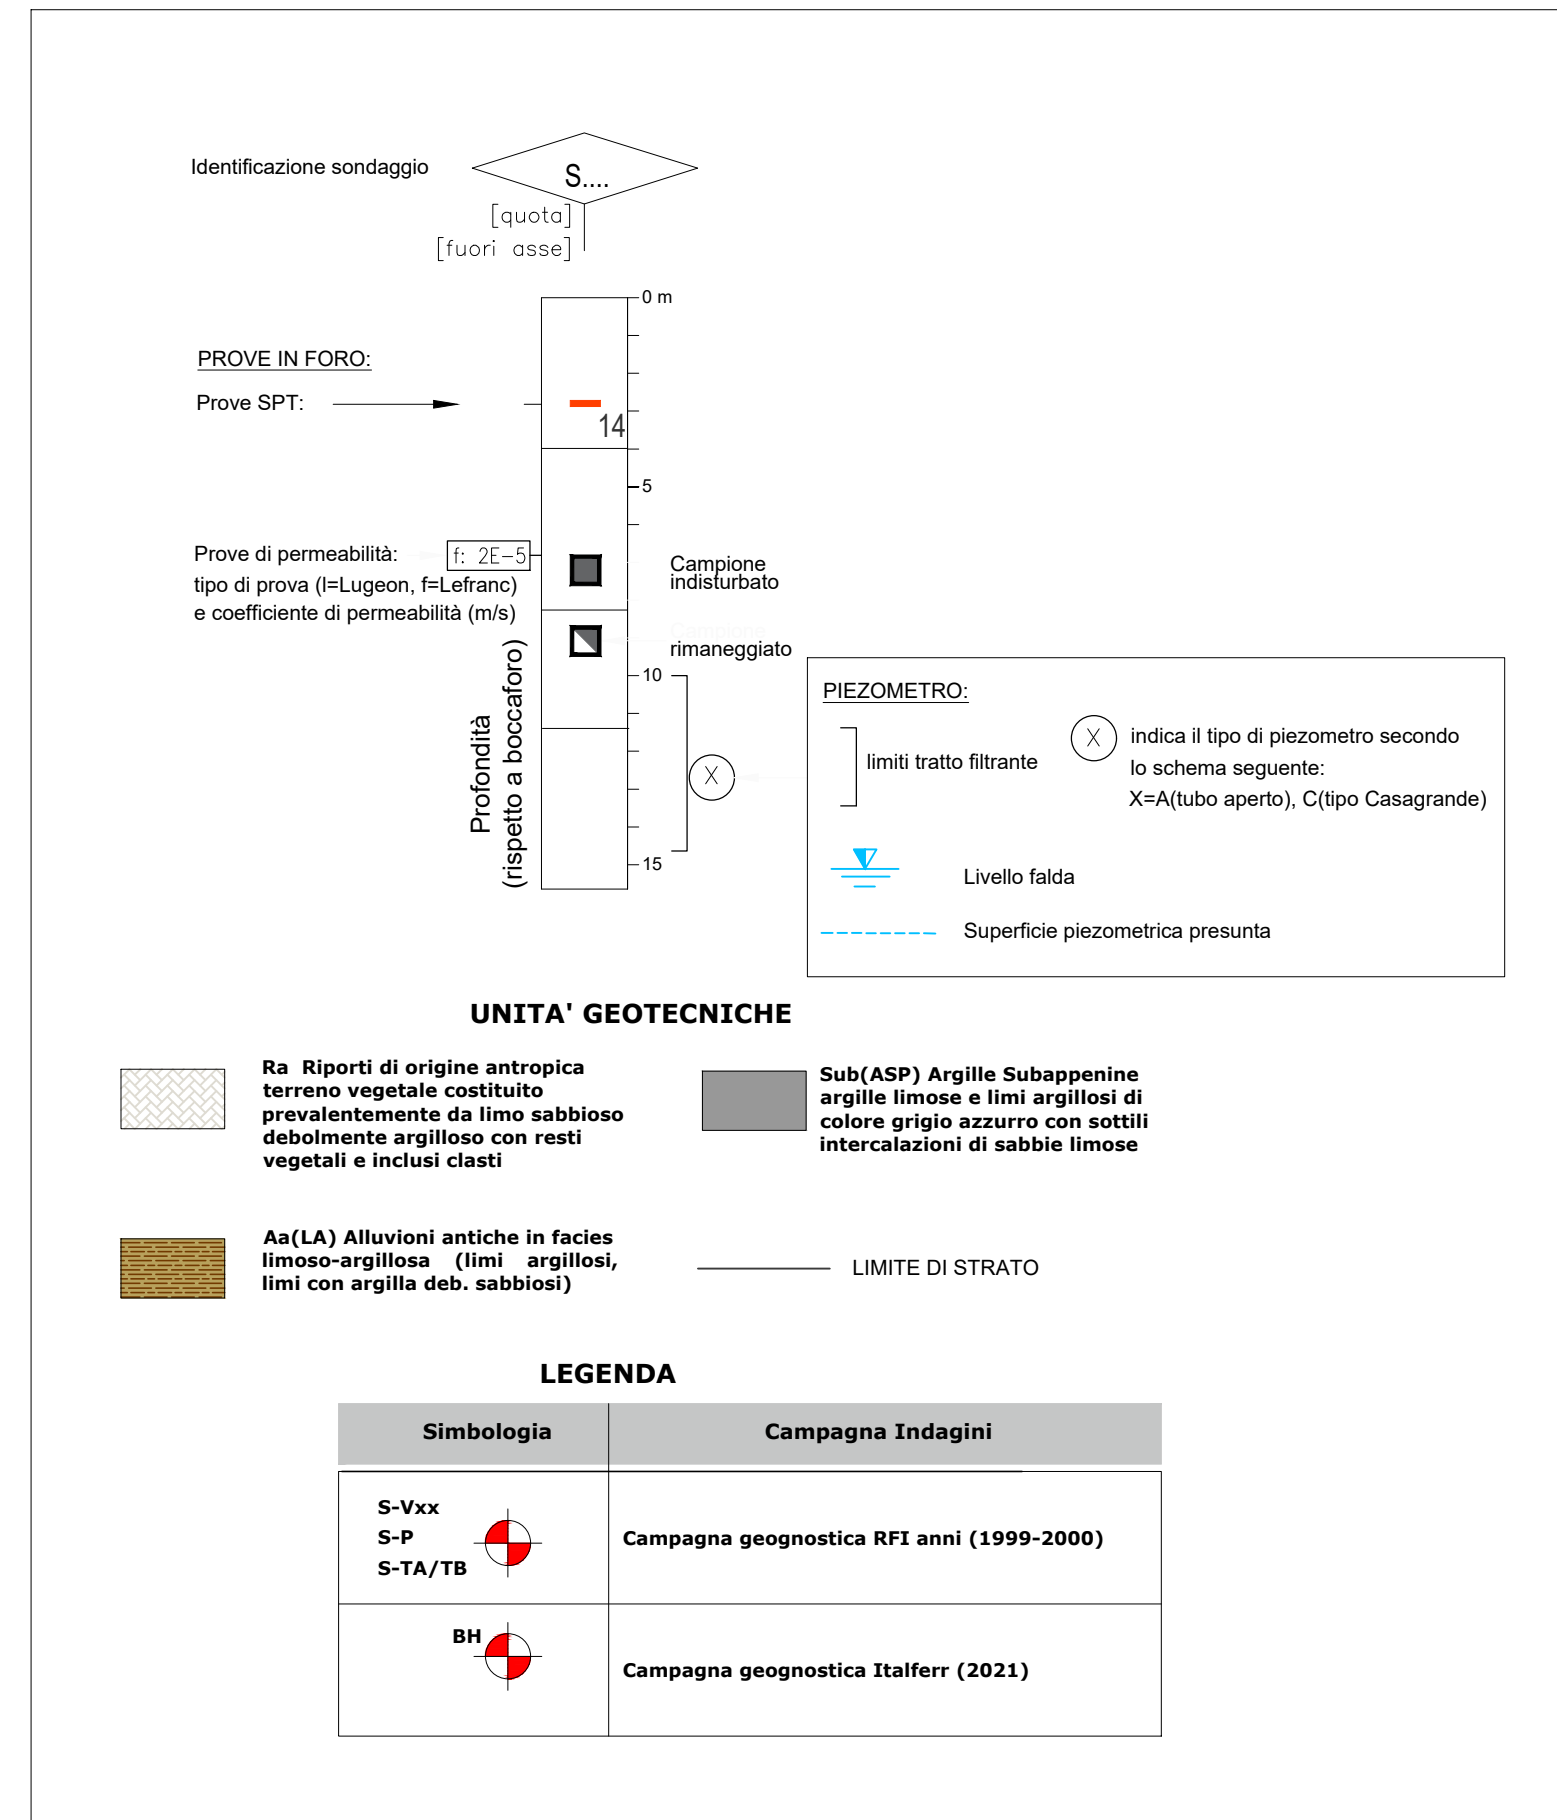 Identificazione sondaggio
S....
[quota]
[fuori asse]
0 m
PROVE IN FORO:
Prove SPT:
14
5
Prove di permeabilità:
f: 2E-5
tipo di prova (l=Lugeon, f=Lefranc)
e coefficiente di permeabilità (m/s)
Campione
indisturbato
Campione
rimaneggiato
10
15
Profondità
(rispetto a boccaforo)
X
PIEZOMETRO:
limiti tratto filtrante
X
indica il tipo di piezometro secondo
lo schema seguente:
X=A(tubo aperto), C(tipo Casagrande)
Livello falda
Superficie piezometrica presunta
UNITA' GEOTECNICHE
Ra Riporti di origine antropica
terreno vegetale costituito
prevalentemente da limo sabbioso
debolmente argilloso con resti
vegetali e inclusi clasti
Sub(ASP) Argille Subappenine
argille limose e limi argillosi di
colore grigio azzurro con sottili
intercalazioni di sabbie limose
Aa(LA) Alluvioni antiche in facies
limoso-argillosa (limi argillosi,
limi con argilla deb. sabbiosi)
LIMITE DI STRATO
LEGENDA
Simbologia
Campagna Indagini
S-Vxx
S-P
S-TA/TB
Campagna geognostica RFI anni (1999-2000)
BH
Campagna geognostica Italferr (2021)